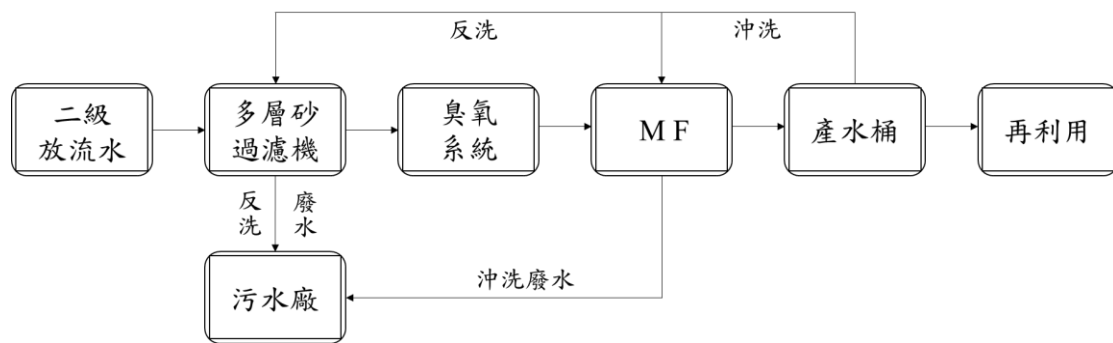 反洗
沖洗
二級
放流水
多層砂
過濾機
臭氧
系統
MF
產水桶
再利用
反洗
廢水
污水廠
沖洗廢水